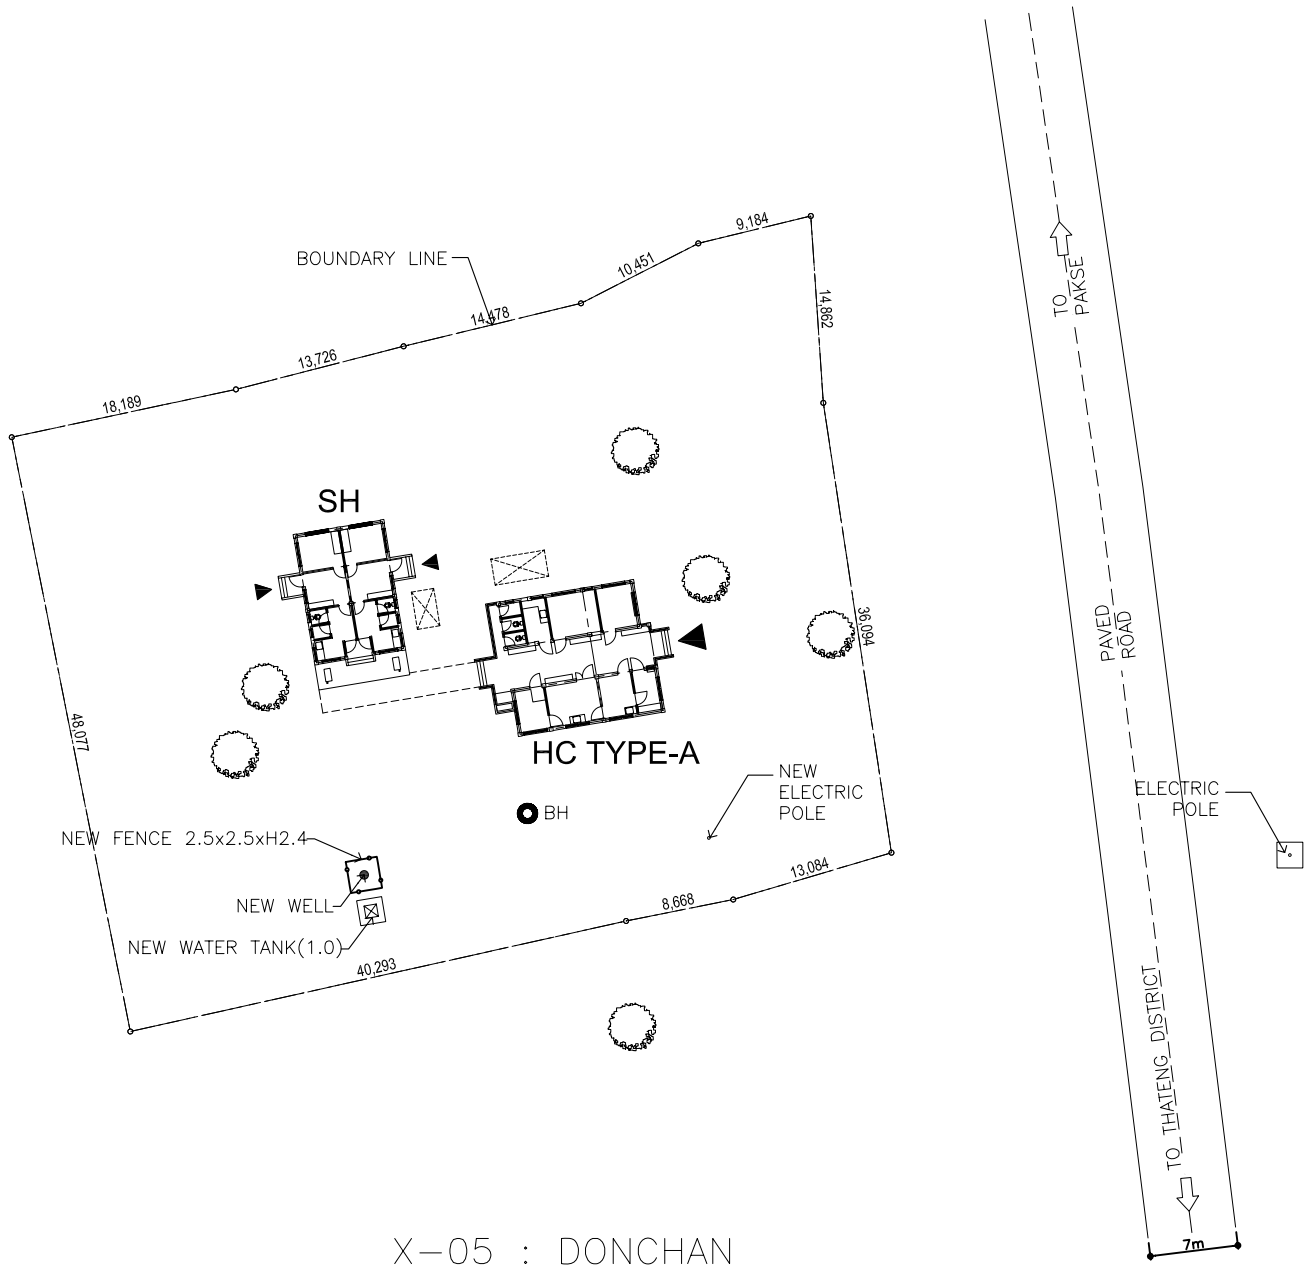 9,184
BOUNDARY LINE
10,451
14,478
14,862
TO
PAKSE
13,726
18,189
SH
36,094
PAVED
ROAD
48,077
HC TYPE-A
NEW
ELECTRIC
POLE
ELECTRIC
POLE
BH
NEW FENCE 2.5x2.5xH2.4
13,084
8,668
NEW WELL
NEW WATER TANK(1.0)
40,293
TO THATENG DISTRICT
7m
X-05 : DONCHAN